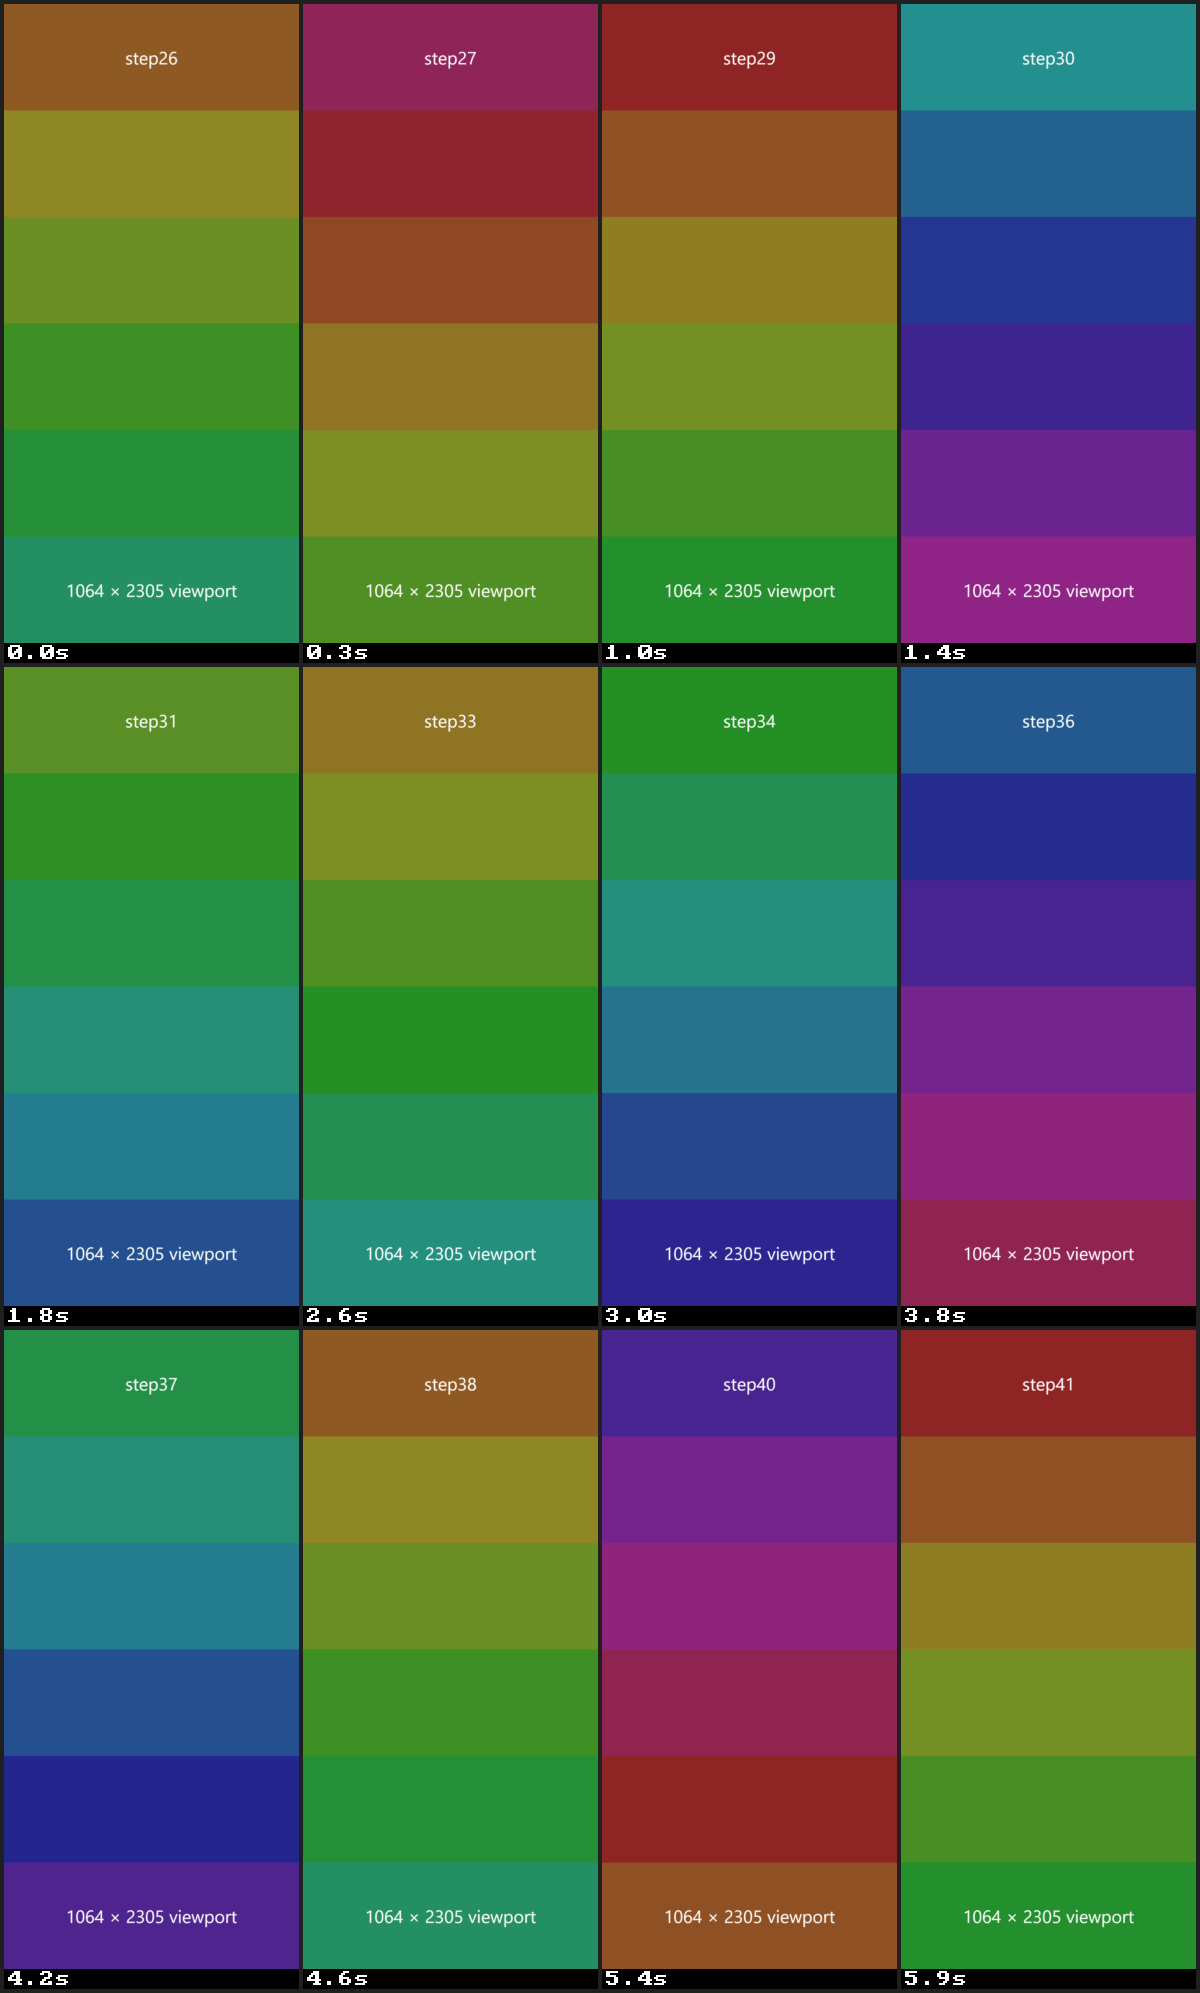 step26
step27
step29
step30
1064 × 2305 viewport
1064 × 2305 viewport
1064 × 2305 viewport
1064 × 2305 viewport
0.0s
0.3s
1.0s
1.4s
step31
step33
step34
step36
1064 × 2305 viewport
1064 × 2305 viewport
1064 × 2305 viewport
1064 × 2305 viewport
1.8s
2.6s
3.0s
3.8s
step37
step38
step40
step41
1064 × 2305 viewport
1064 × 2305 viewport
1064 × 2305 viewport
1064 × 2305 viewport
4.2s
4.6s
5.4s
5.9s